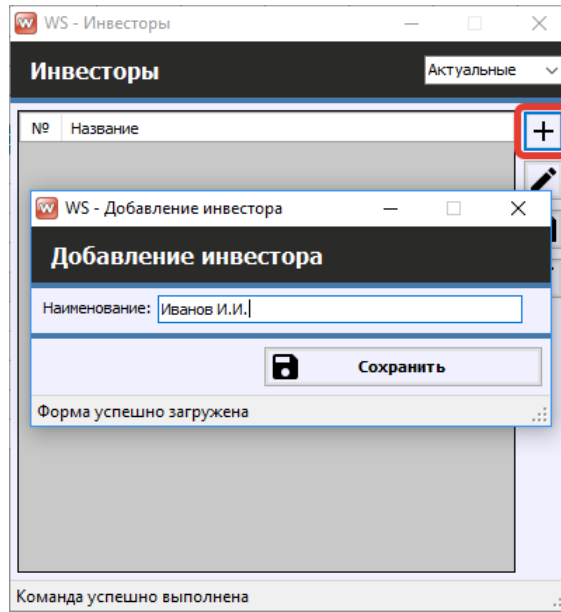 WS - Инвесторы
Инвесторы
Актуальные
№ Название
WS - Добавление инвестора
Добавление инвестора
Наименование: Иванов И.И.
Сохранить
Форма успешно загружена
Команда успешно выполнена